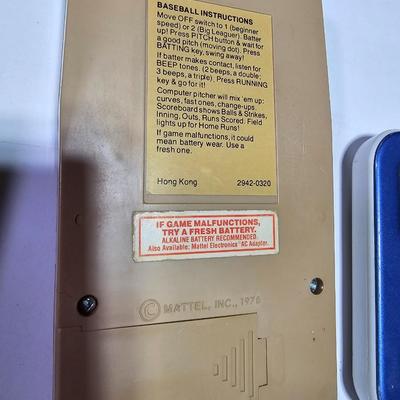 BASEBALL INSTRUCTIONS
Move OFF switch to 1 (beginner
speed) or 2 (Big Leaguer). Batter
up! Press PITCH button & wait for
a good pitch (moving dot). Press
BATTING key, swing away!
If batter makes contact, listen for
BEEP tones. (2 beeps, a double;
3 beeps, a triple). Press RUNNING
key & go for it!
Computer pitcher will mix 'em up:
curves, fast ones, change-ups.
Scoreboard shows Balls & Strikes,
Inning, Outs, Runs Scored. Field
lights up for Home Runs!
If game malfunctions, it could
mean battery wear. Use a
fresh one.
Hong Kong 2942-0320
IF GAME MALFUNCTIONS,
TRY A FRESH BATTERY.
ALKALINE BATTERY RECOMMENDED.
Also Available: Mattel Electronics® AC Adapter.
© MATTEL, INC., 1978